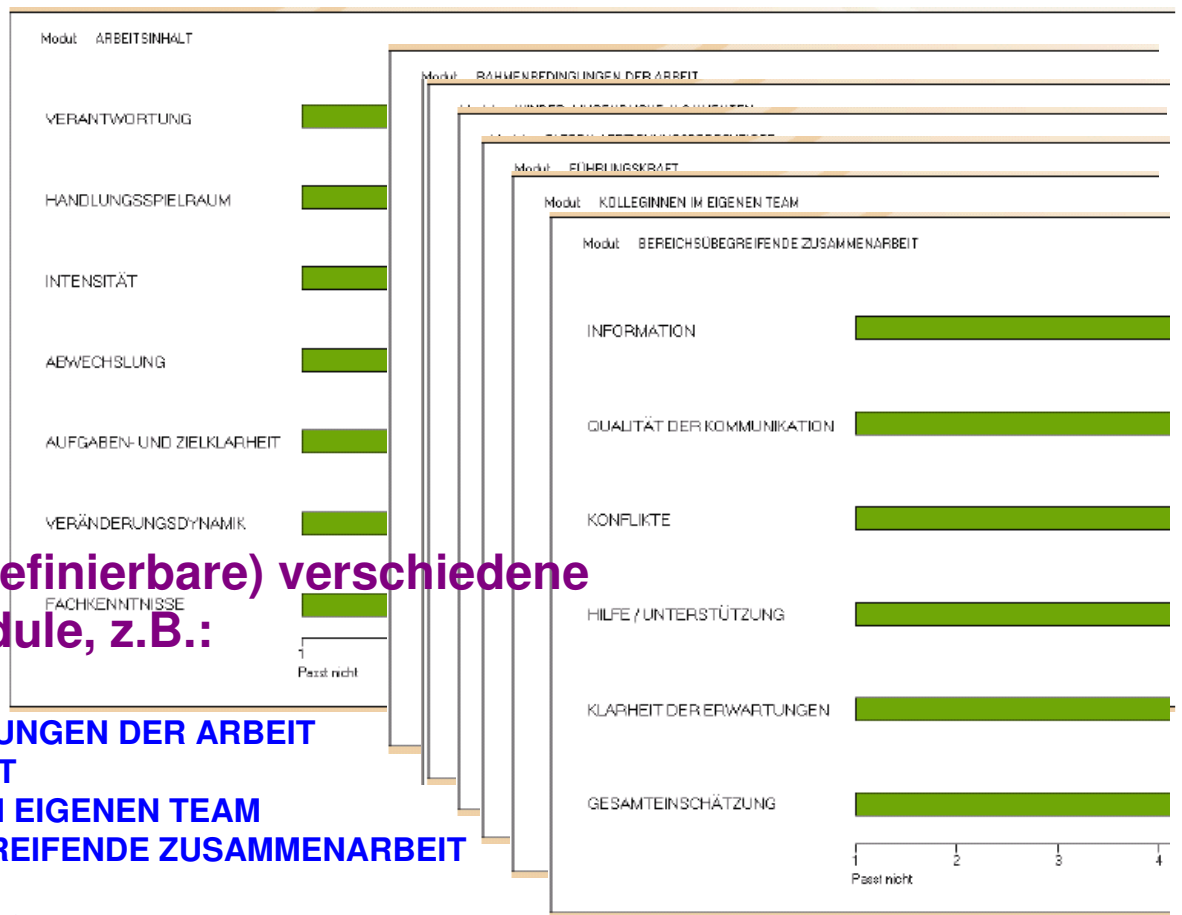 Modul: ARBEITSINHALT
VERANTWORTUNG
HANDLUNGSSPIELRAUM
INTENSITÄT
ABWECHSLUNG
AUFGABEN- UND ZIELKLARHEIT
VERÄNDERUNGSDYNAMIK
FACHKENNTNISSE
1
Passt nicht
Modul: RAHMENBEDINGUNGEN DER ARBEIT
Modul: FÜHRUNGSKRAFT
Modul: KOLLEGINNEN IM EIGENEN TEAM
Modul: BEREICHSÜBEGREIFENDE ZUSAMMENARBEIT
INFORMATION
QUALITÄT DER KOMMUNIKATION
KONFLIKTE
HILFE / UNTERSTÜTZUNG
KLARHEIT DER ERWARTUNGEN
GESAMTEINSCHÄTZUNG
1 2 3 4
Passt nicht
efinierbare) verschiedene
dule, z.B.:
UNGEN DER ARBEIT
T
EIGENEN TEAM
REIFENDE ZUSAMMENARBEIT